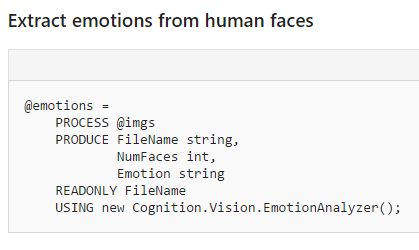 Extract emotions from human faces
@emotions =
    PROCESS @imgs
    PRODUCE FileName string,
            NumFaces int,
            Emotion string
    READONLY FileName
    USING new Cognition.Vision.EmotionAnalyzer();